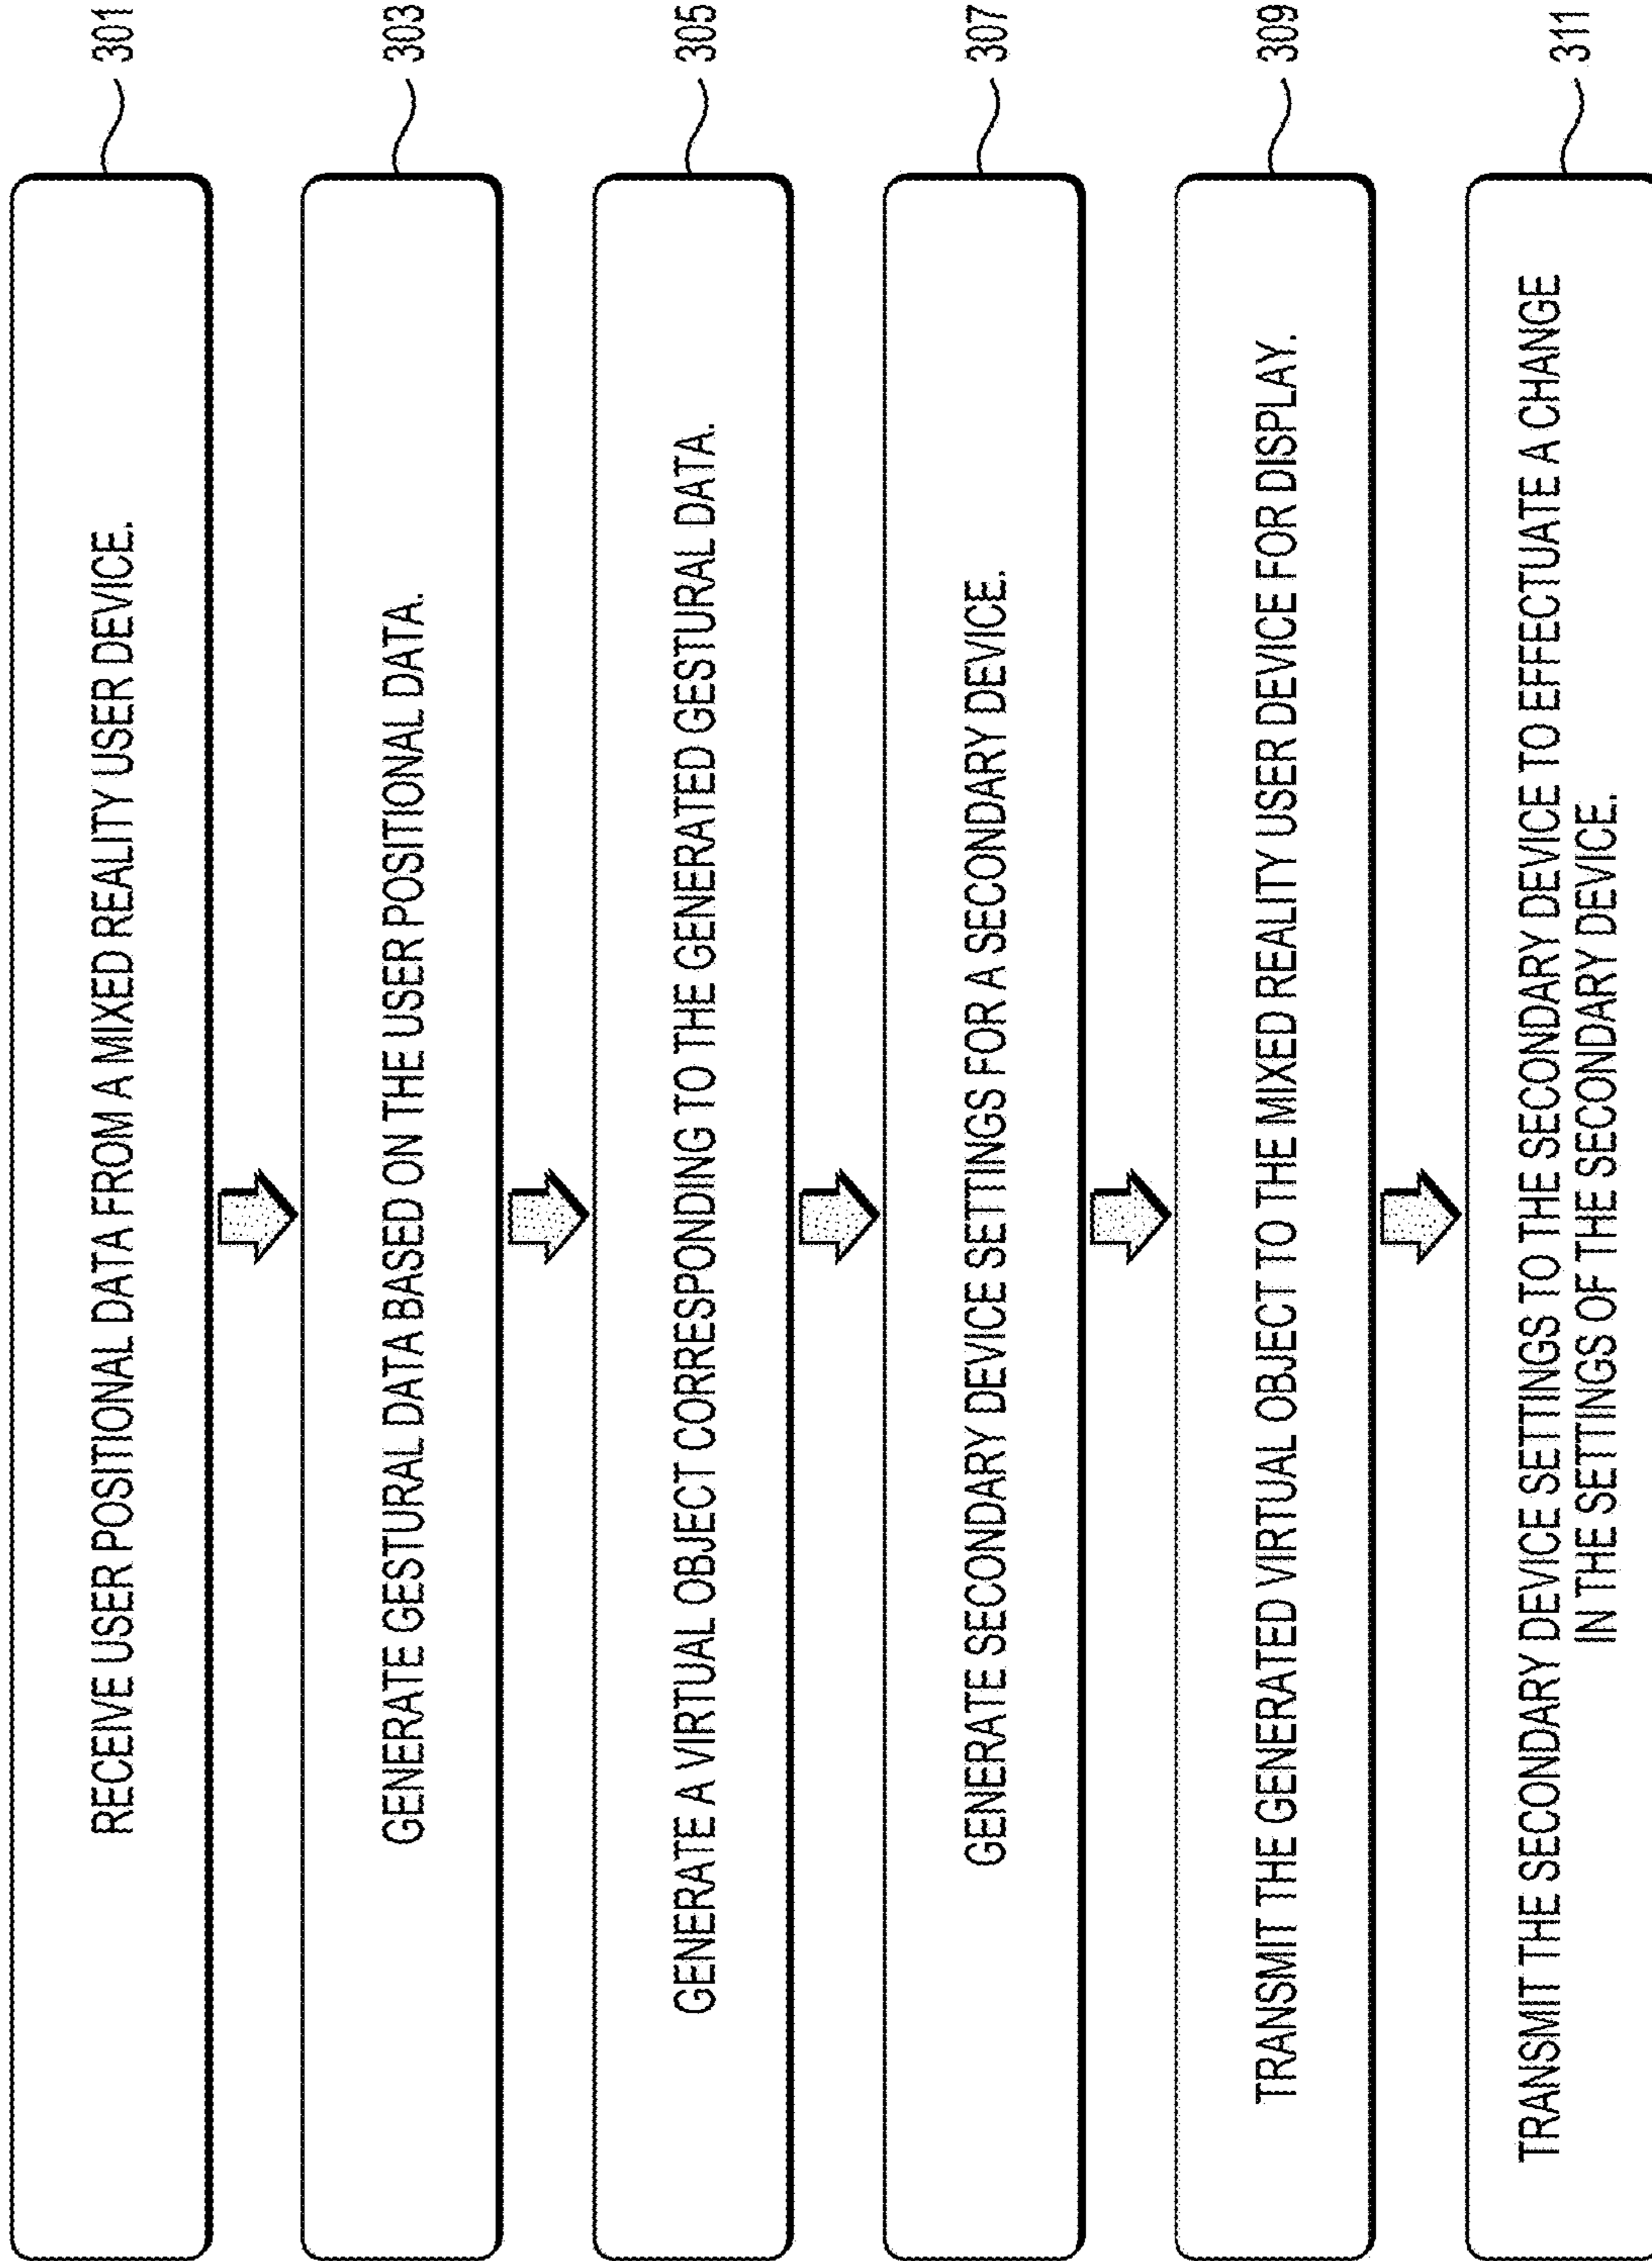 RECEIVE USER POSITIONAL DATA FROM A MIXED REALITY USER DEVICE.
301
GENERATE GESTURAL DATA BASED ON THE USER POSITIONAL DATA.
303
GENERATE A VIRTUAL OBJECT CORRESPONDING TO THE GENERATED GESTURAL DATA.
305
GENERATE SECONDARY DEVICE SETTINGS FOR A SECONDARY DEVICE.
307
TRANSMIT THE GENERATED VIRTUAL OBJECT TO THE MIXED REALITY USER DEVICE FOR DISPLAY.
309
TRANSMIT THE SECONDARY DEVICE SETTINGS TO THE SECONDARY DEVICE TO EFFECTUATE A CHANGE
IN THE SETTINGS OF THE SECONDARY DEVICE.
311